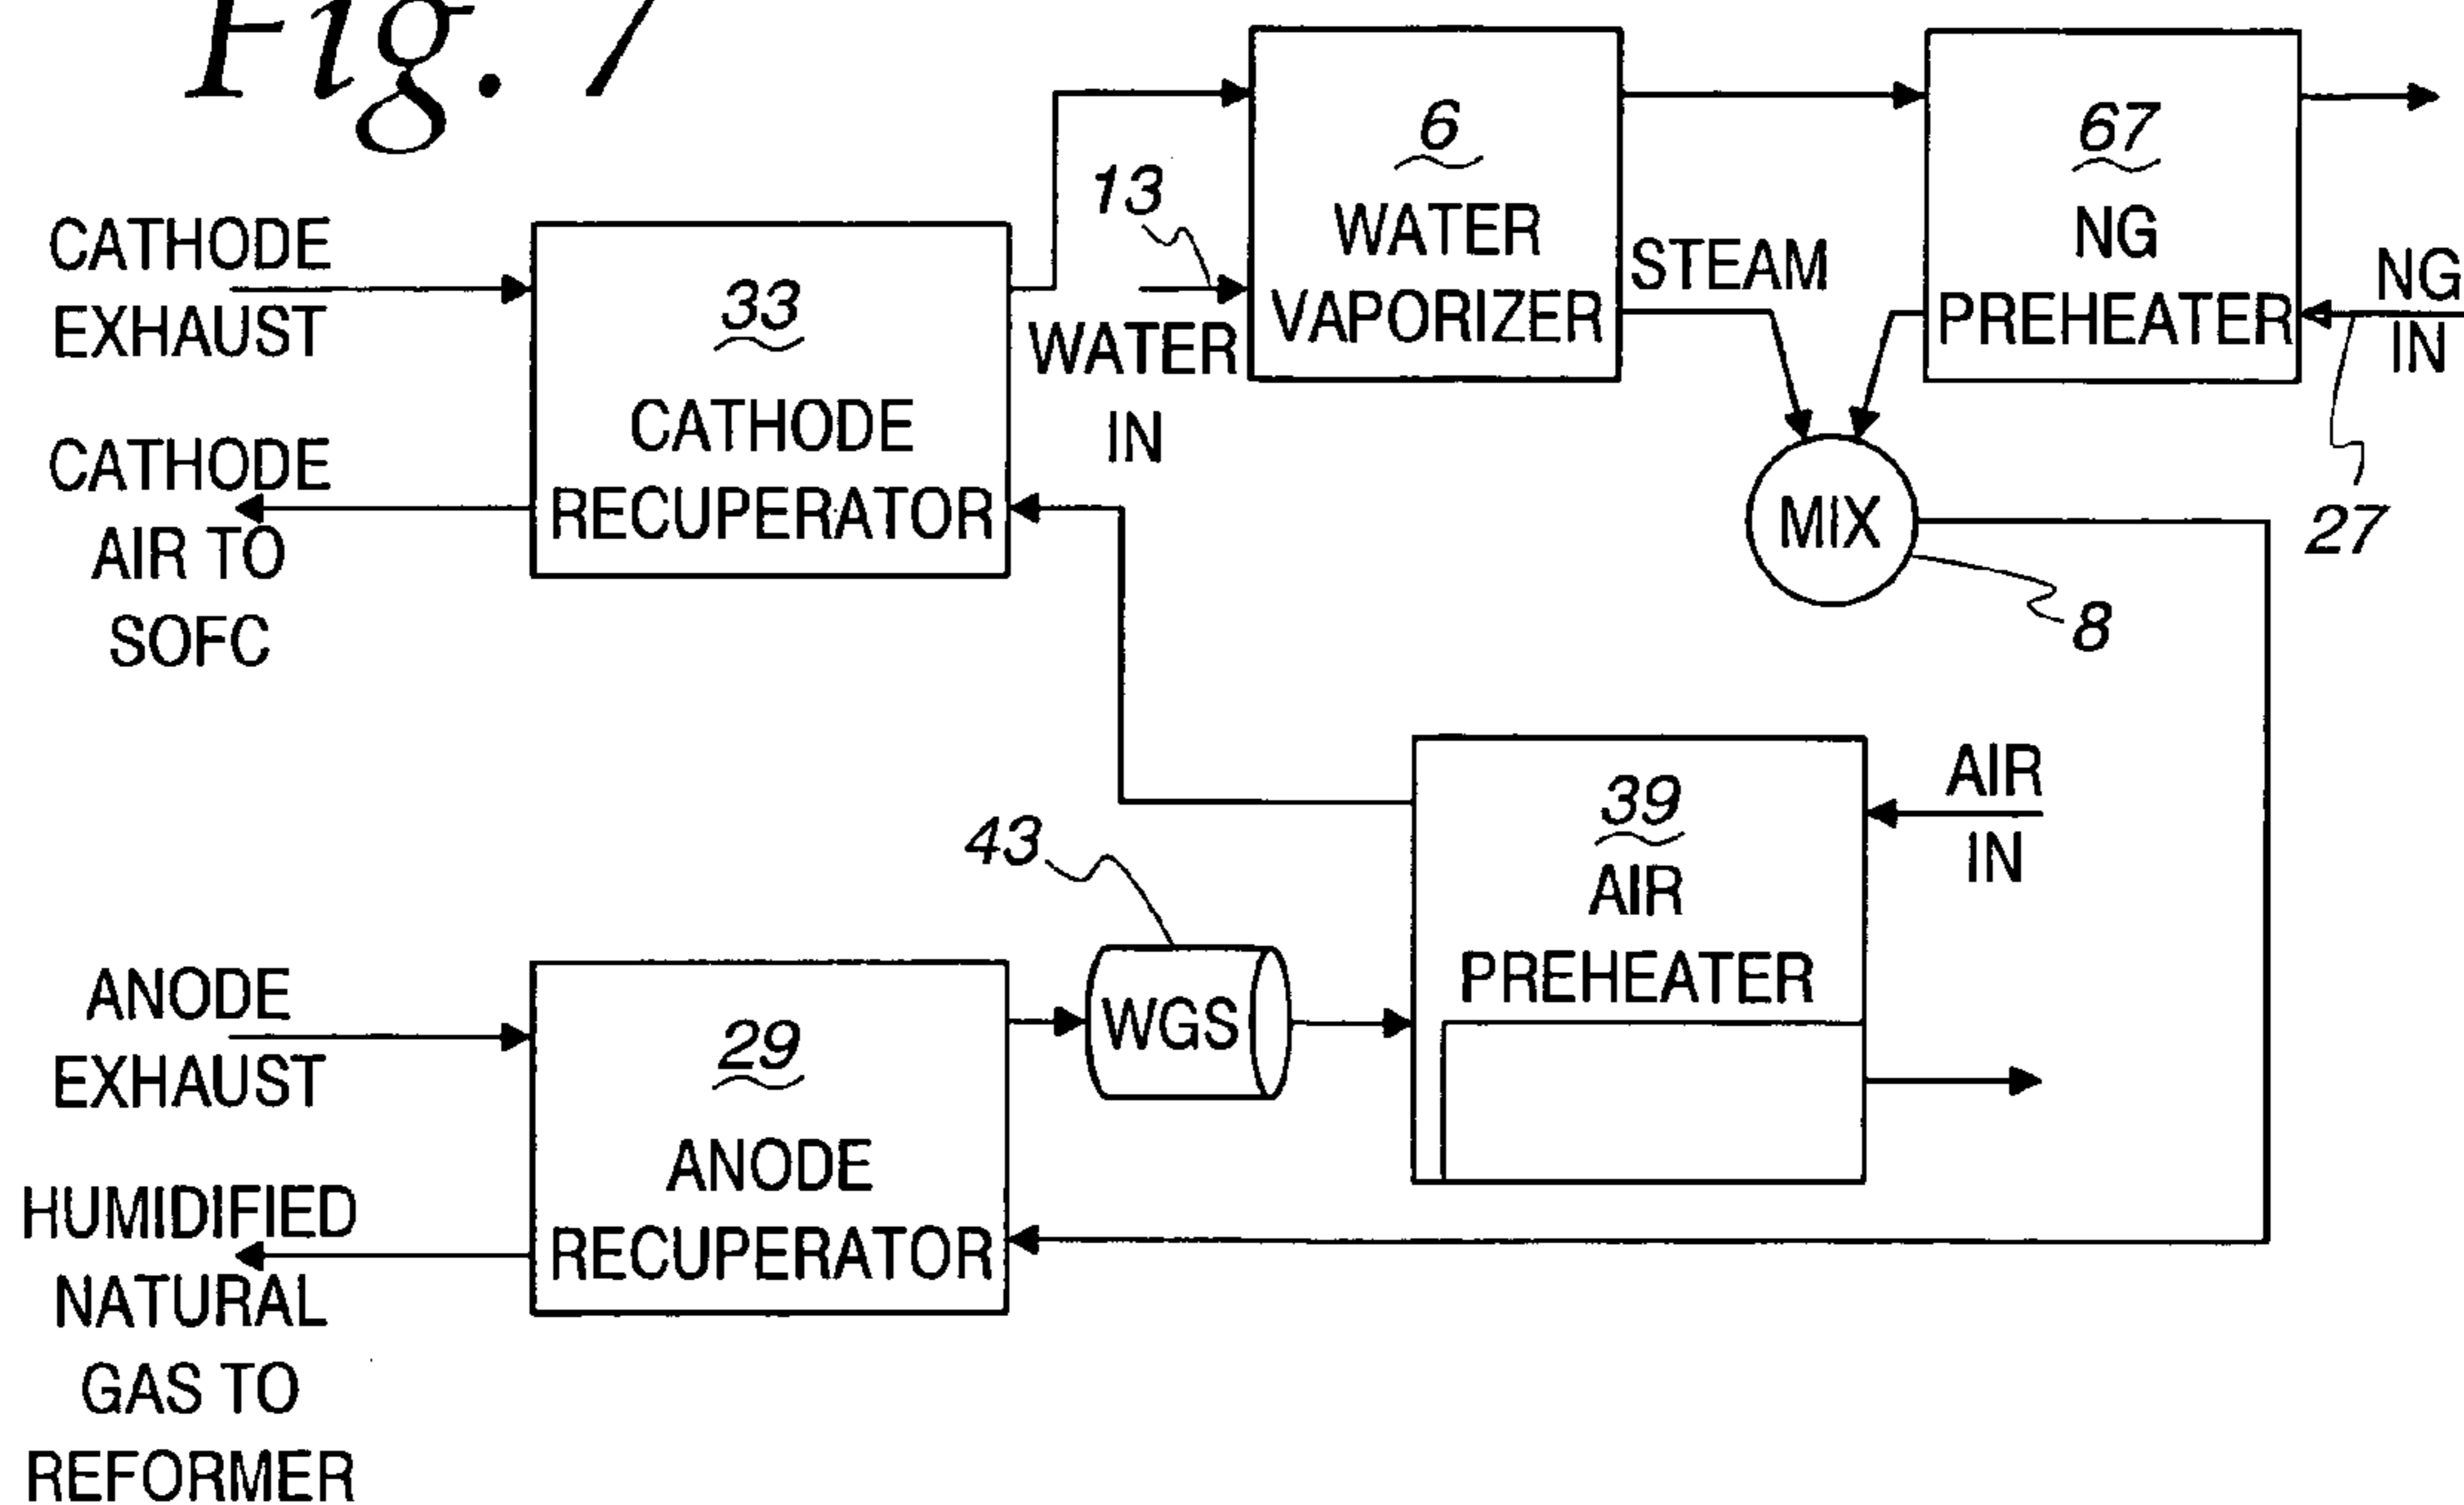 Fig. 7
6
WATER
VAPORIZER
67
NG
PREHEATER
13
STEAM
NG
IN
CATHODE
EXHAUST
33
CATHODE
RECUPERATOR
WATER
IN
CATHODE
AIR TO
SOFC
MIX
27
8
39
AIR
PREHEATER
AIR
IN
43
WGS
ANODE
EXHAUST
29
ANODE
RECUPERATOR
HUMIDIFIED
NATURAL
GAS TO
REFORMER